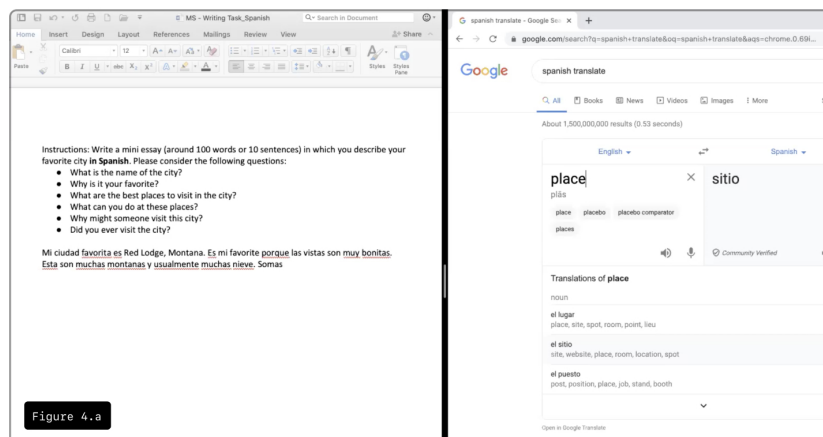 MS - Writing Task_Spanish
Search in Document
Home Insert Design Layout References Mailings Review View
Share
Calibri 12 A+ A-
Paste B I U abc X₂ X² A
Styles Styles Pane
Instructions: Write a mini essay (around 100 words or 10 sentences) in which you describe your
favorite city in Spanish. Please consider the following questions:
● What is the name of the city?
● Why is it your favorite?
● What are the best places to visit in the city?
● What can you do at these places?
● Why might someone visit this city?
● Did you ever visit the city?
Mi ciudad favorita es Red Lodge, Montana. Es mi favorite porque las vistas son muy bonitas.
Esta son muchas montanas y usualmente muchas nieve. Somas
Figure 4.a
spanish translate - Google Sea
google.com/search?q=spanish+translate&oq=spanish+translate&aqs=chrome.0.69i...
Google
spanish translate
All Books News Videos Images More
About 1,500,000,000 results (0.53 seconds)
English Spanish
place sitio
plās
place placebo placebo comparator
places
Community Verified
Translations of place
noun
el lugar
place, site, spot, room, point, lieu
el sitio
site, website, place, room, location, spot
el puesto
post, position, place, job, stand, booth
Open in Google Translate